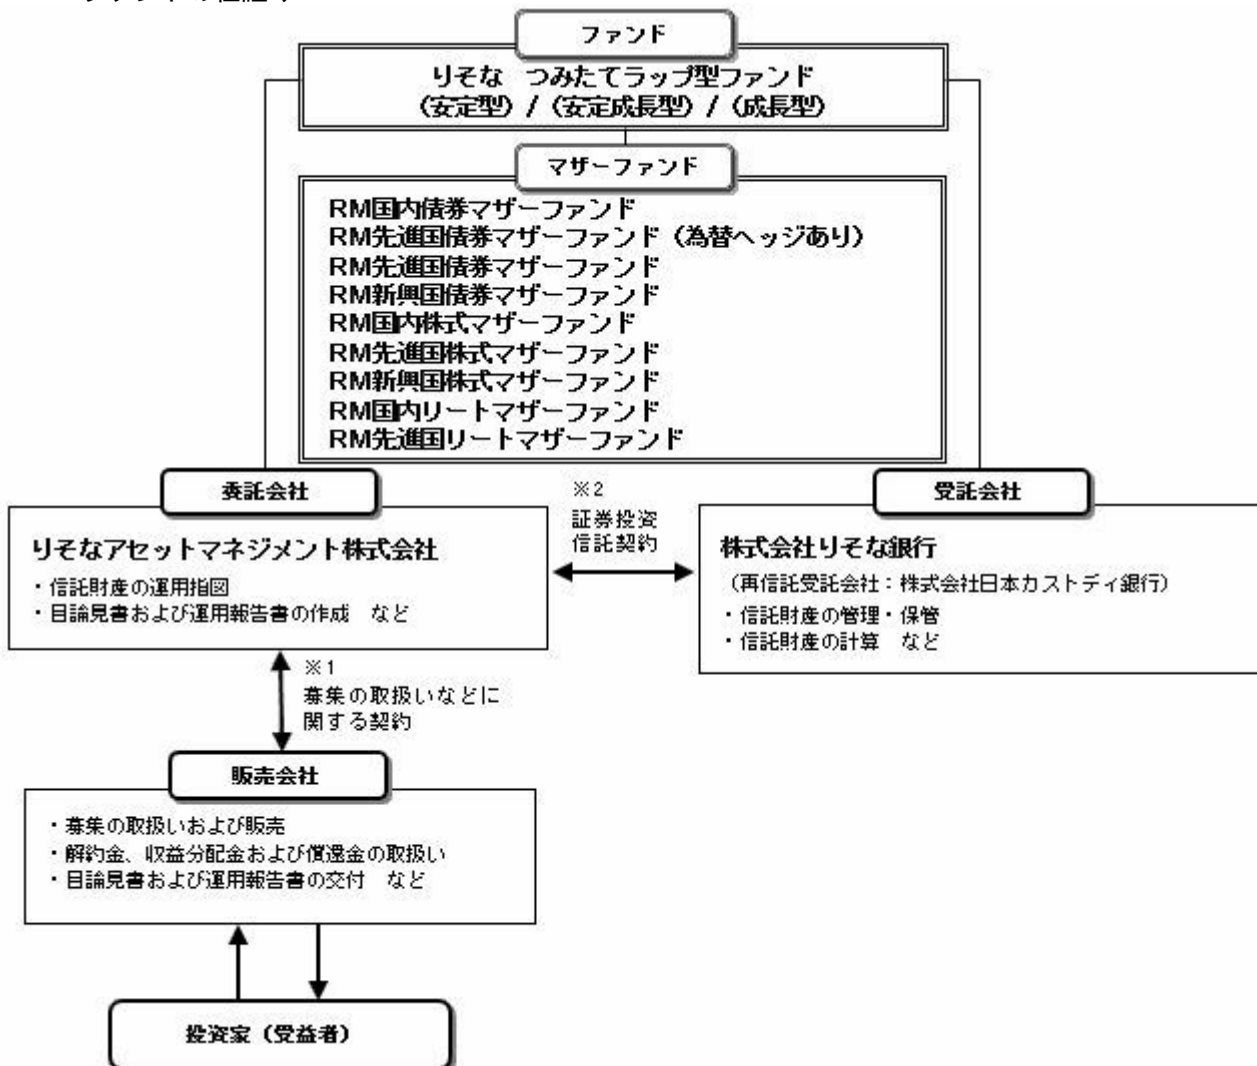 ファンド
りそな つみたてラップ型ファンド
(安定型) / (安定成長型) / (成長型)
マザーファンド
RM国内債券マザーファンド
RM先進国債券マザーファンド(為替ヘッジあり)
RM先進国債券マザーファンド
RM新興国債券マザーファンド
RM国内株式マザーファンド
RM先進国株式マザーファンド
RM新興国株式マザーファンド
RM国内リートマザーファンド
RM先進国リートマザーファンド
委託会社
りそなアセットマネジメント株式会社
・信託財産の運用指図
・目論見書および運用報告書の作成 など
※2
証券投資
信託契約
受託会社
株式会社りそな銀行
(再信託受託会社:株式会社日本カストディ銀行)
・信託財産の管理・保管
・信託財産の計算 など
※1
募集の取扱いなどに
関する契約
販売会社
・募集の取扱いおよび販売
・解約金、収益分配金および償還金の取扱い
・目論見書および運用報告書の交付 など
投資家(受益者)